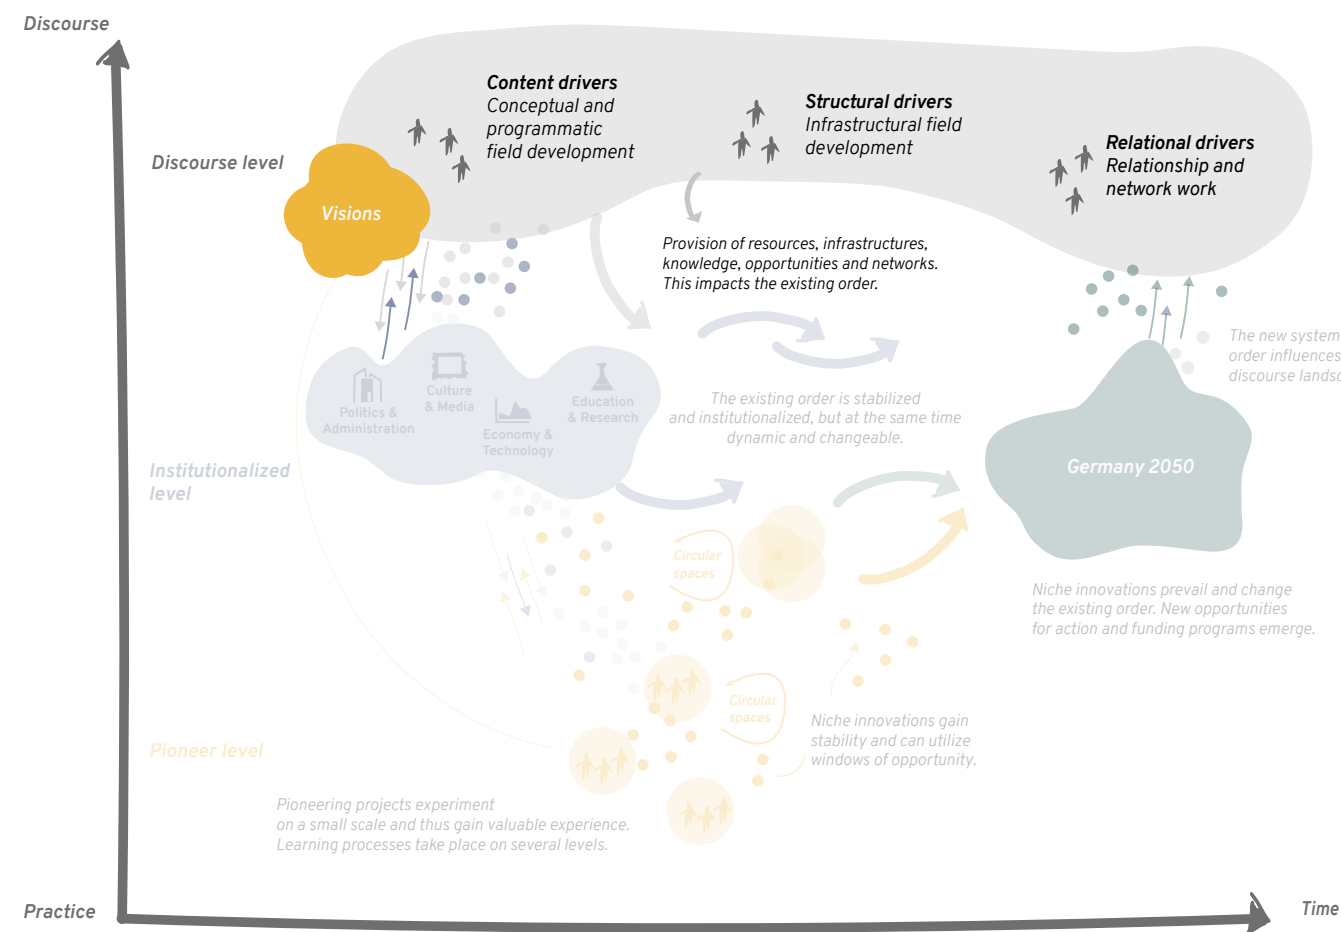 Discourse
Content drivers
Conceptual and
programmatic
field development
Structural drivers
Infrastructural field
development
Relational drivers
Relationship and
network work
Discourse level
Visions
Provision of resources, infrastructures,
knowledge, opportunities and networks.
This impacts the existing order.
The new system
order influences
discourse
Politics &
Administration
Culture
& Media
Economy &
Technology
Education
& Research
The existing order is stabilized
and institutionalized, but at the same time
dynamic and changeable.
Institutionalized
level
Germany 2050
Circular
spaces
Niche innovations prevail and change
the existing order. New opportunities
for action and funding programs emerge.
Circular
spaces
Niche innovations gain
stability and can utilize
windows of opportunity.
Pioneer level
Pioneering projects experiment
on a small scale and thus gain valuable experience.
Learning processes take place on several levels.
Practice
Time